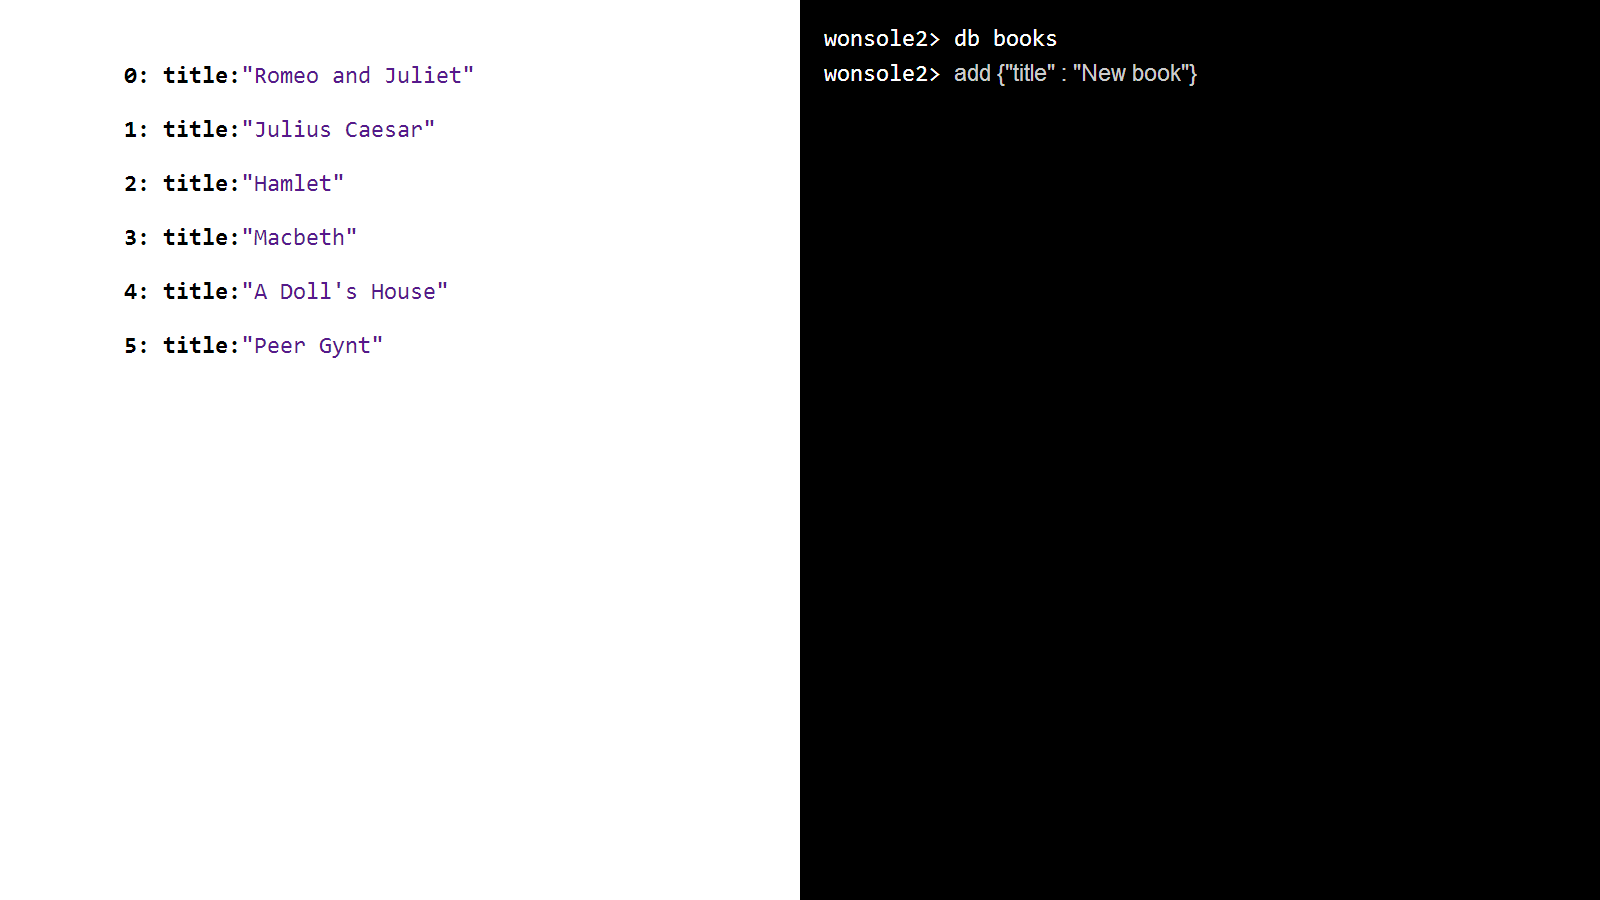 0: title:"Romeo and Juliet"
1: title:"Julius Caesar"
2: title:"Hamlet"
3: title:"Macbeth"
4: title:"A Doll's House"
5: title:"Peer Gynt"
wonsole2> db books
wonsole2> add {"title" : "New book"}